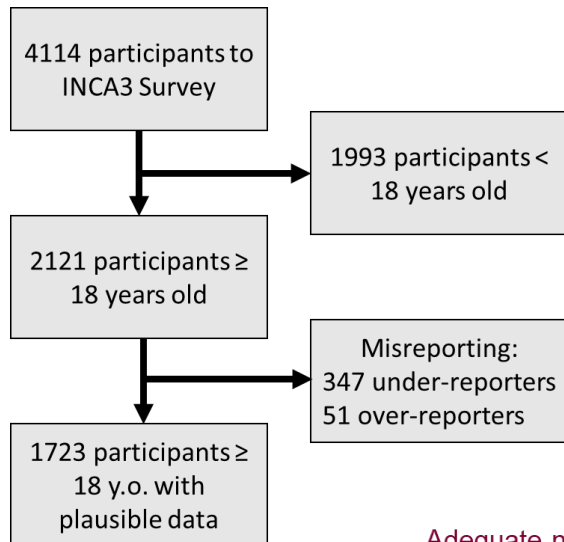 4114 participants to
INCA3 Survey
1993 participants <
18 years old
2121 participants ≥
18 years old
Misreporting:
347 under-reporters
51 over-reporters
1723 participants ≥
18 y.o. with
plausible data
Adequate